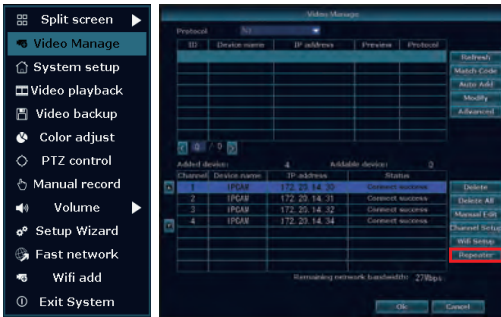 Split screen
Video Manage
System setup
Video playback
Video backup
Color adjust
PTZ control
Manual record
Volume
Setup Wizard
Fast network
Wifi add
Exit System
Video Manage
Protocol
ID Device name IP address Preview Protocol
Refresh
Match Code
Auto Add
Modify
Advanced
0 / 0
Added device: 4 Addable device: 0
Channel Device name IP address Status
1 IPCAM 172. 20. 14. 30 Connect success
2 IPCAM 172. 20. 14. 31 Connect success
3 IPCAM 172. 20. 14. 32 Connect success
4 IPCAM 172. 20. 14. 34 Connect success
Delete
Delete All
Manual Edit
Channel Setup
Wifi Setup
Repeater
Remaining network bandwidth: 27Mbps
Ok Cancel